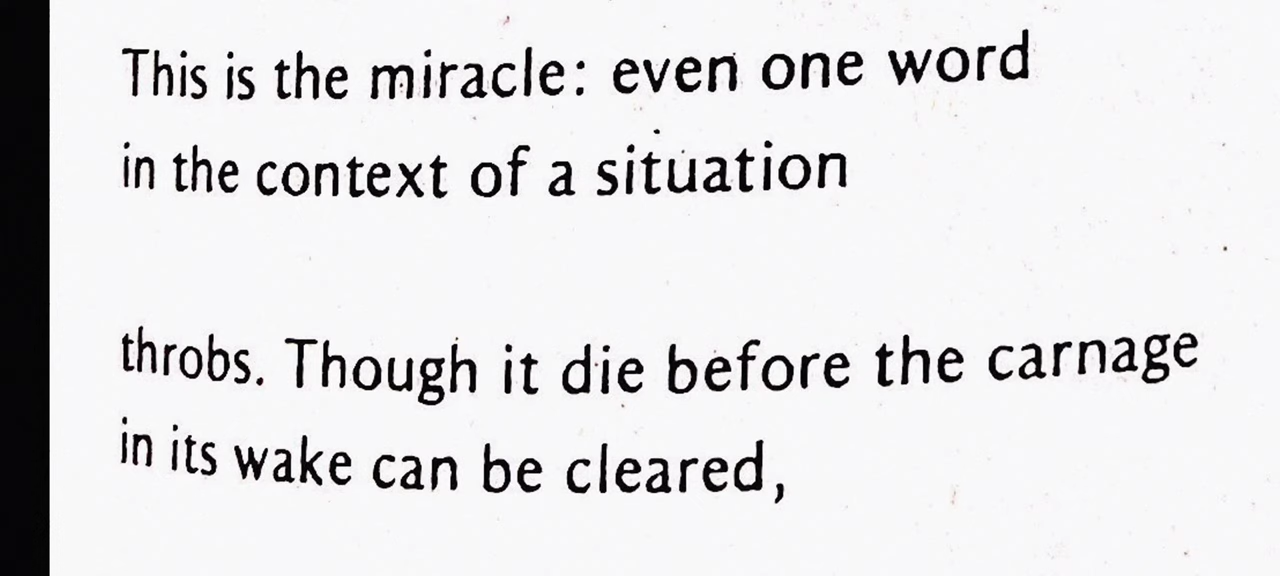 This is the miracle: even one word
in the context of a situation
throbs. Though it die before the carnage
in its wake can be cleared,